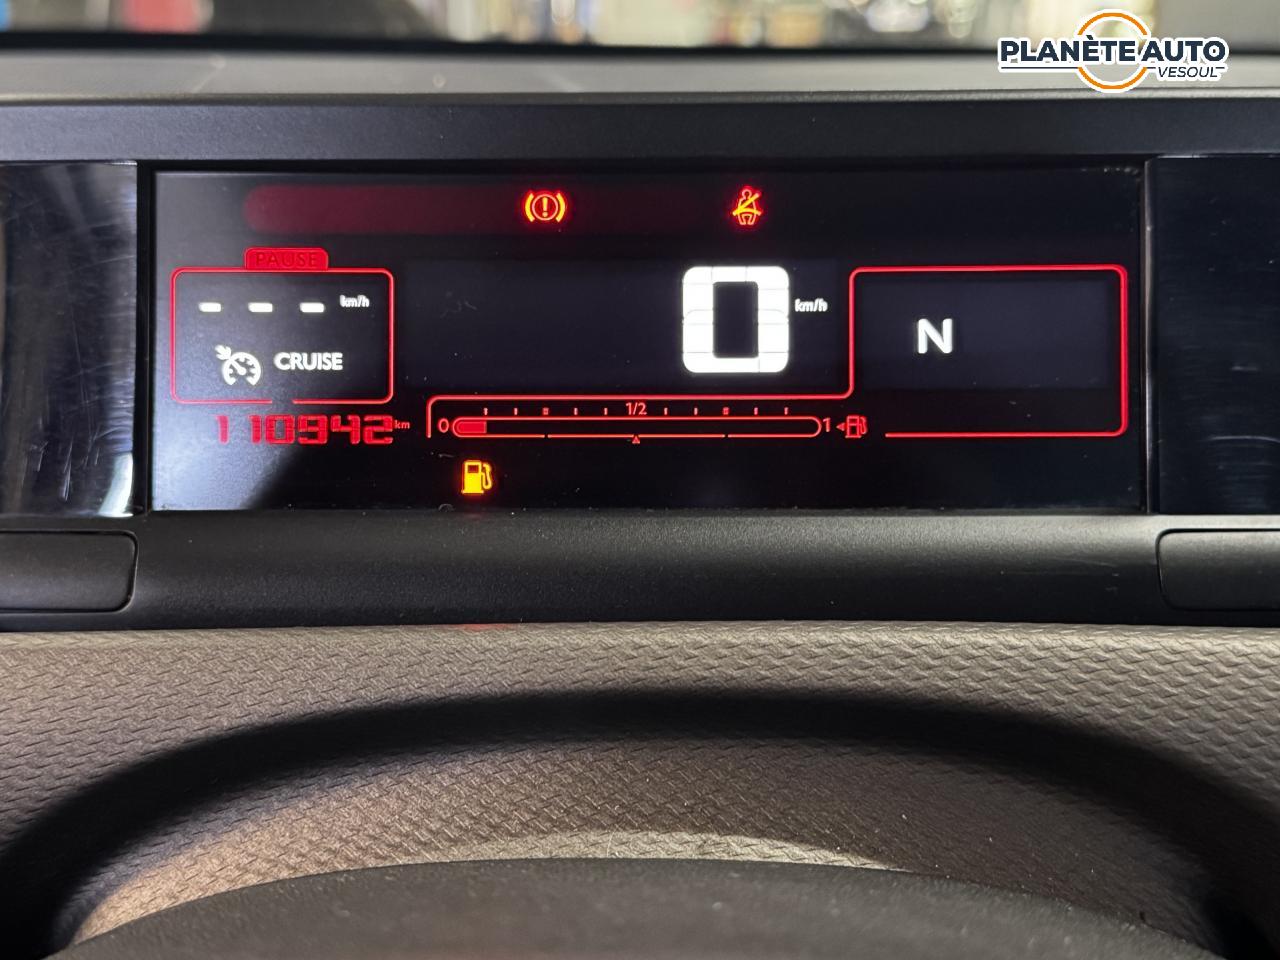 PLANÈTE AUTO
VESOUL
PAUSE
- - - km/h
CRUISE
0 km/h
N
110942 km
0 1/2 1